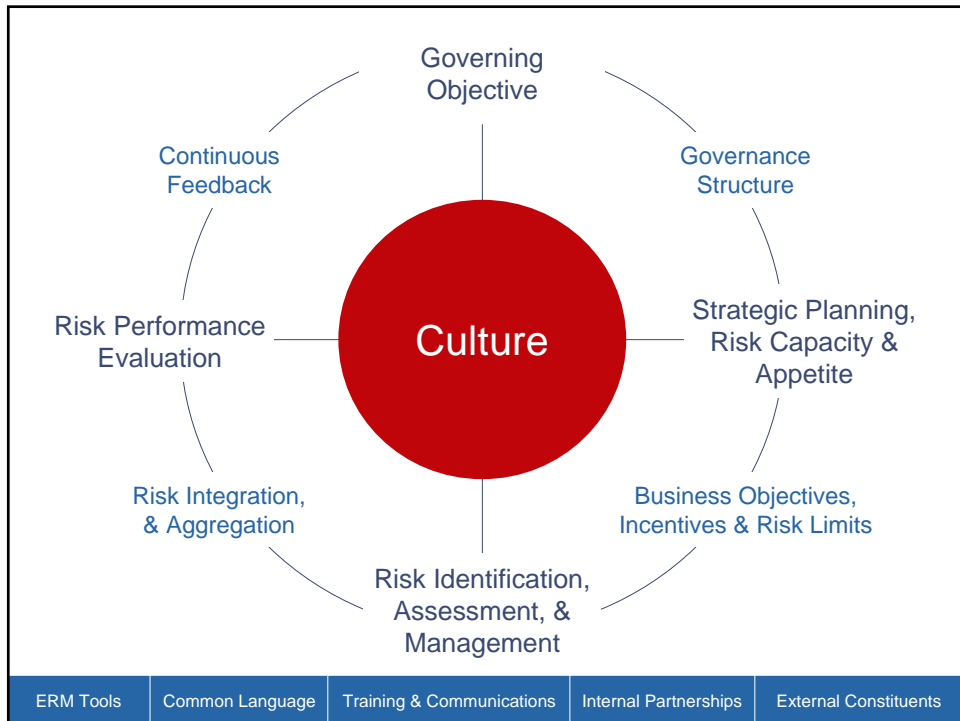 Governing
Objective
Continuous
Feedback
Governance
Structure
Risk Performance
Evaluation
Culture
Strategic Planning,
Risk Capacity &
Appetite
Risk Integration,
& Aggregation
Business Objectives,
Incentives & Risk Limits
Risk Identification,
Assessment, &
Management
ERM Tools
Common Language
Training & Communications
Internal Partnerships
External Constituents